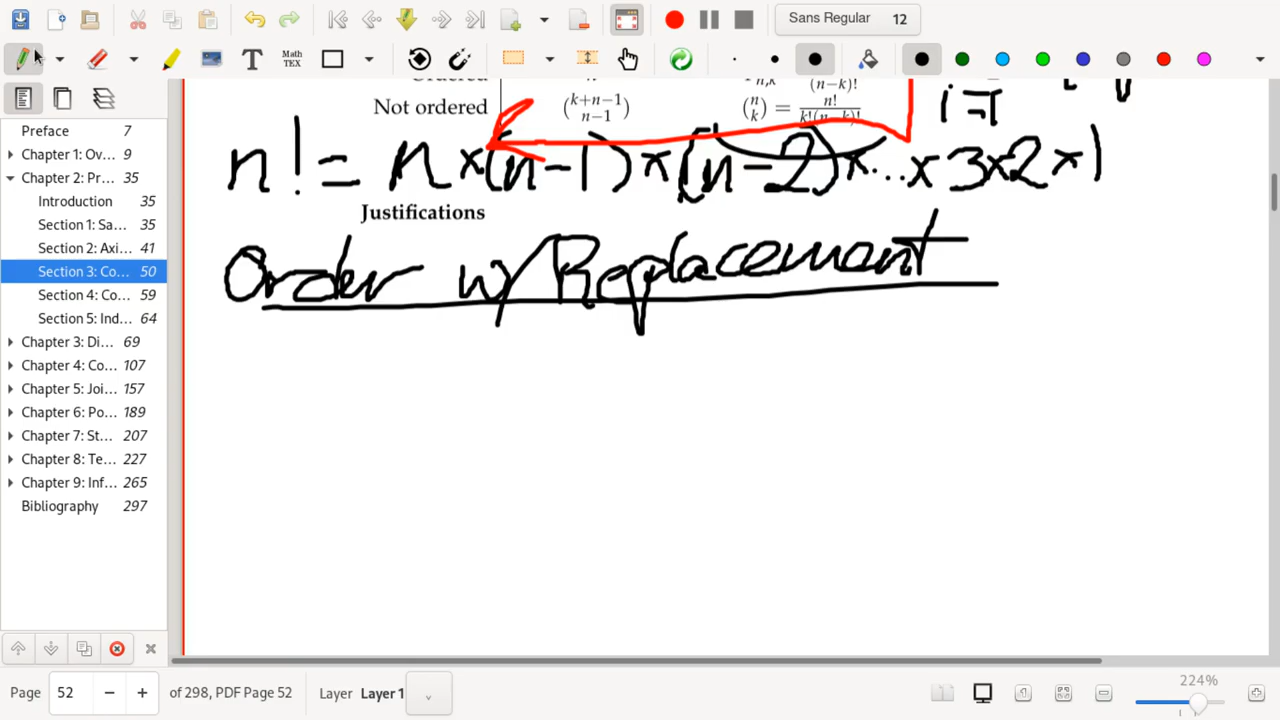 Sans Regular 12
T Math TEX
Preface 7
Chapter 1: Ov... 9
Chapter 2: Pr... 35
Introduction 35
Section 1: Sa... 35
Section 2: Axi... 41
Section 3: Co... 50
Section 4: Co... 59
Section 5: Ind... 64
Chapter 3: Di... 69
Chapter 4: Co... 107
Chapter 5: Joi... 157
Chapter 6: Po... 189
Chapter 7: St... 207
Chapter 8: Te... 227
Chapter 9: Inf... 265
Bibliography 297
(n-k)!
Not ordered (k+n−1 n−1) (n k) = n! / k!(n−k)!
i=1
n! = n×(n-1)×(n-2)×...×3×2×1
Justifications
Order w/ Replacement
Page 52 of 298, PDF Page 52 Layer Layer 1 224%